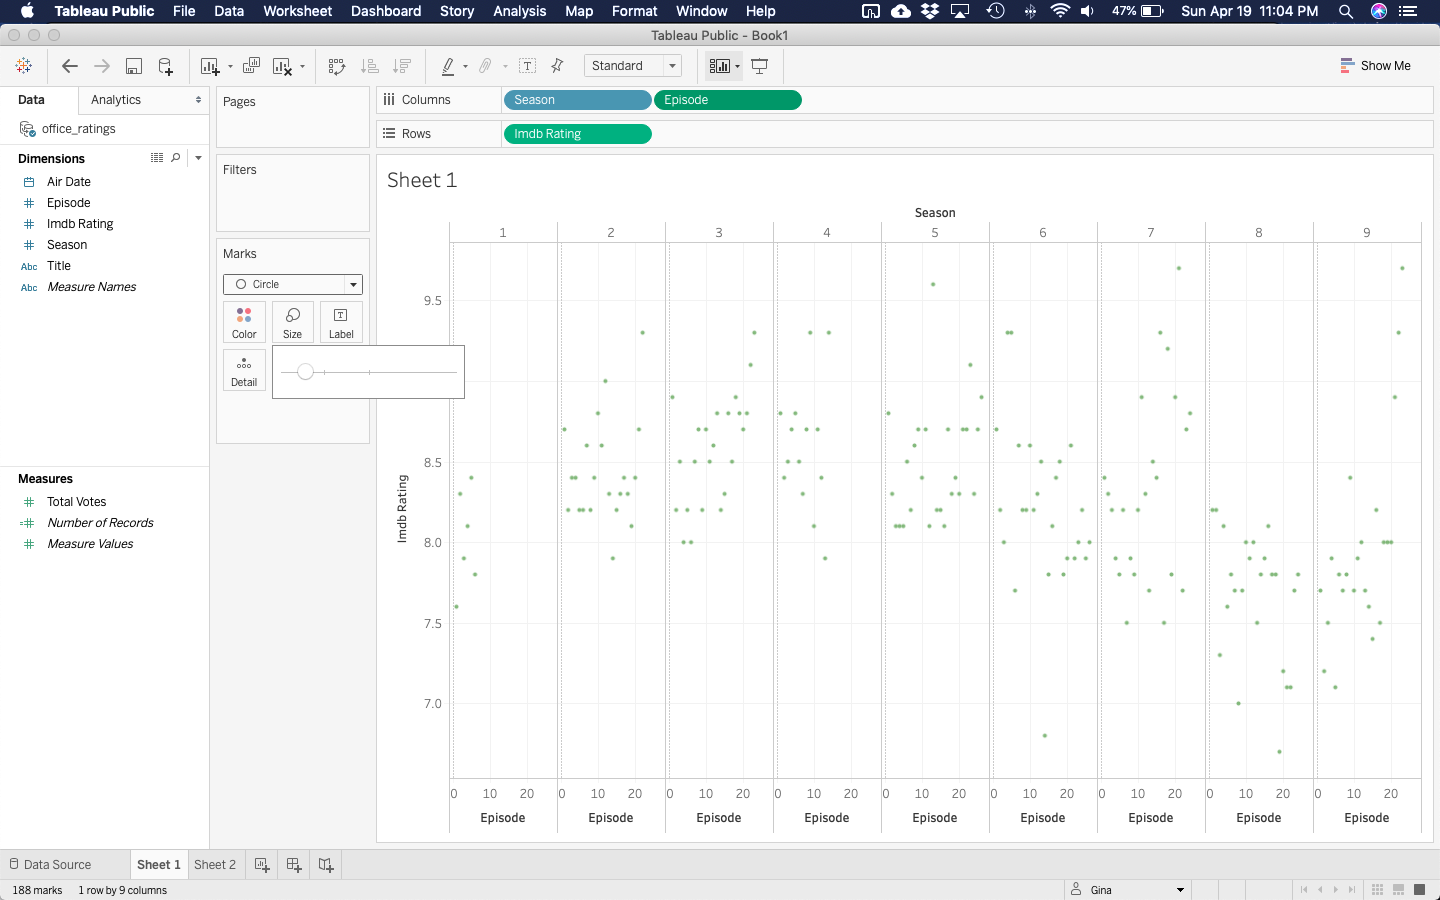 Tableau Public File Data Worksheet Dashboard Story Analysis Map Format Window Help 47% Sun Apr 19 11:04 PM
Tableau Public - Book1
Standard Show Me
Data Analytics
office_ratings
Dimensions
Air Date
Episode
Imdb Rating
Season
Abc Title
Abc Measure Names
Measures
Total Votes
Number of Records
Measure Values
Pages
Filters
Marks
Circle
Color Size Label
Detail
Columns Season Episode
Rows Imdb Rating
Sheet 1
Season
1 2 3 4 5 6 7 8 9
9.5
8.5
8.0
7.5
7.0
Imdb Rating
0 10 20 0 10 20 0 10 20 0 10 20 0 10 20 0 10 20 0 10 20 0 10 20 0 10 20
Episode Episode Episode Episode Episode Episode Episode Episode Episode
Data Source Sheet 1 Sheet 2
188 marks 1 row by 9 columns Gina